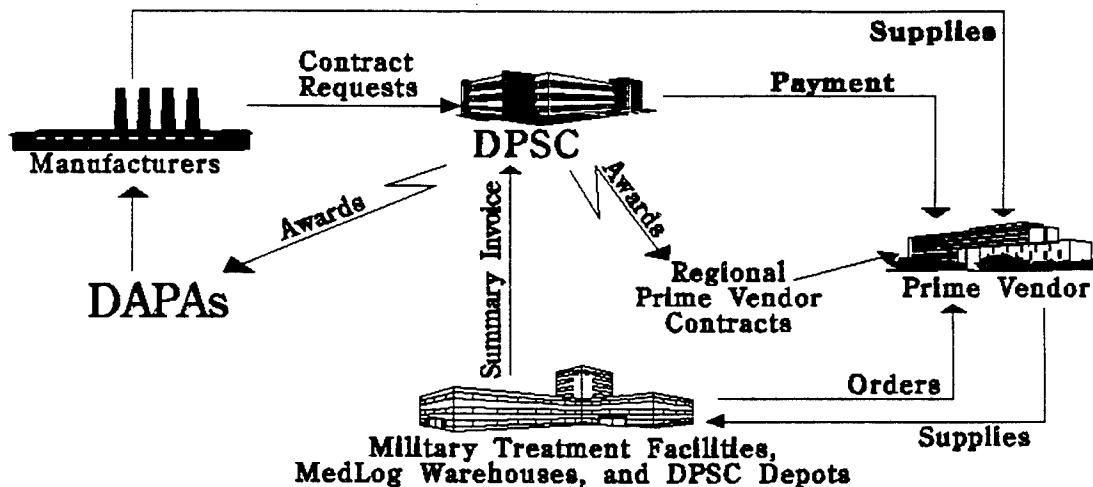 Supplies
Contract
Requests
Payment
Manufacturers
DPSC
Awards
Summary Invoice
Awards
DAPAs
Regional
Prime Vendor
Contracts
Prime Vendor
Orders
Supplies
Military Treatment Facilities,
MedLog Warehouses, and DPSC Depots